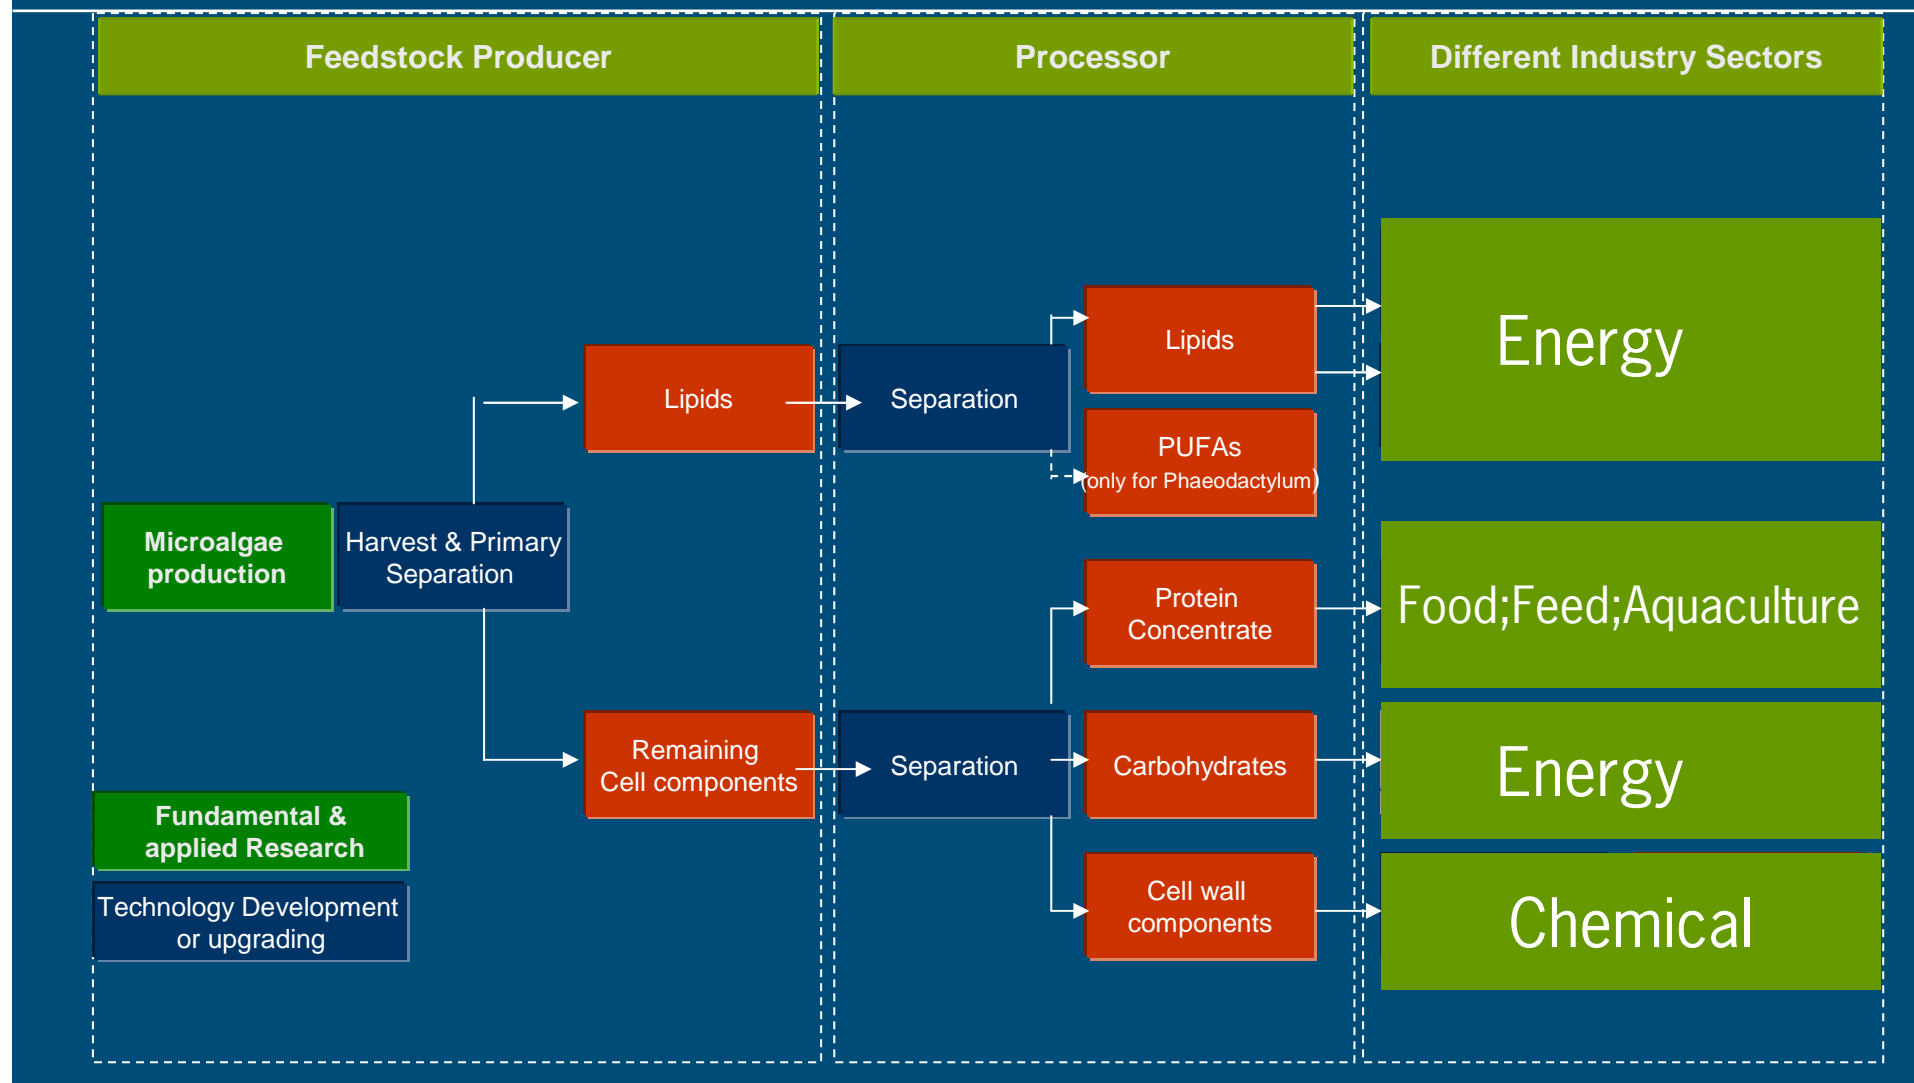 Feedstock Producer
Processor
Different Industry Sectors
Energy
Lipids
Lipids
Separation
PUFAs
(only for Phaeodactylum)
Microalgae
production
Harvest & Primary
Separation
Protein
Concentrate
Food;Feed;Aquaculture
Remaining
Cell components
Separation
Carbohydrates
Energy
Fundamental &
applied Research
Technology Development
or upgrading
Cell wall
components
Chemical